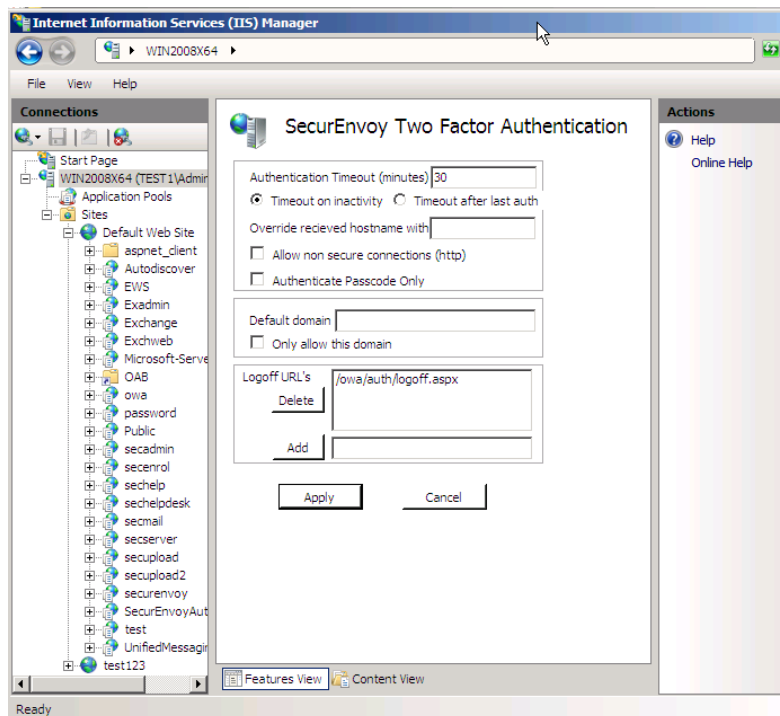 Internet Information Services (IIS) Manager
WIN2008X64
File View Help
Connections
Start Page
WIN2008X64 (TEST1\Admir
Application Pools
Sites
Default Web Site
aspnet_client
Autodiscover
EWS
Exadmin
Exchange
Exchweb
Microsoft-Serve
OAB
owa
password
Public
secadmin
secenrol
sechelp
sechelpdesk
secmail
secserver
secupload
secupload2
securenvoy
SecurEnvoyAut
test
UnifiedMessagir
test123
SecurEnvoy Two Factor Authentication
Authentication Timeout (minutes) 30
Timeout on inactivity Timeout after last auth
Override recieved hostname with
Allow non secure connections (http)
Authenticate Passcode Only
Default domain
Only allow this domain
Logoff URL's /owa/auth/logoff.aspx
Delete
Add
Apply Cancel
Features View Content View
Actions
Help
Online Help
Ready